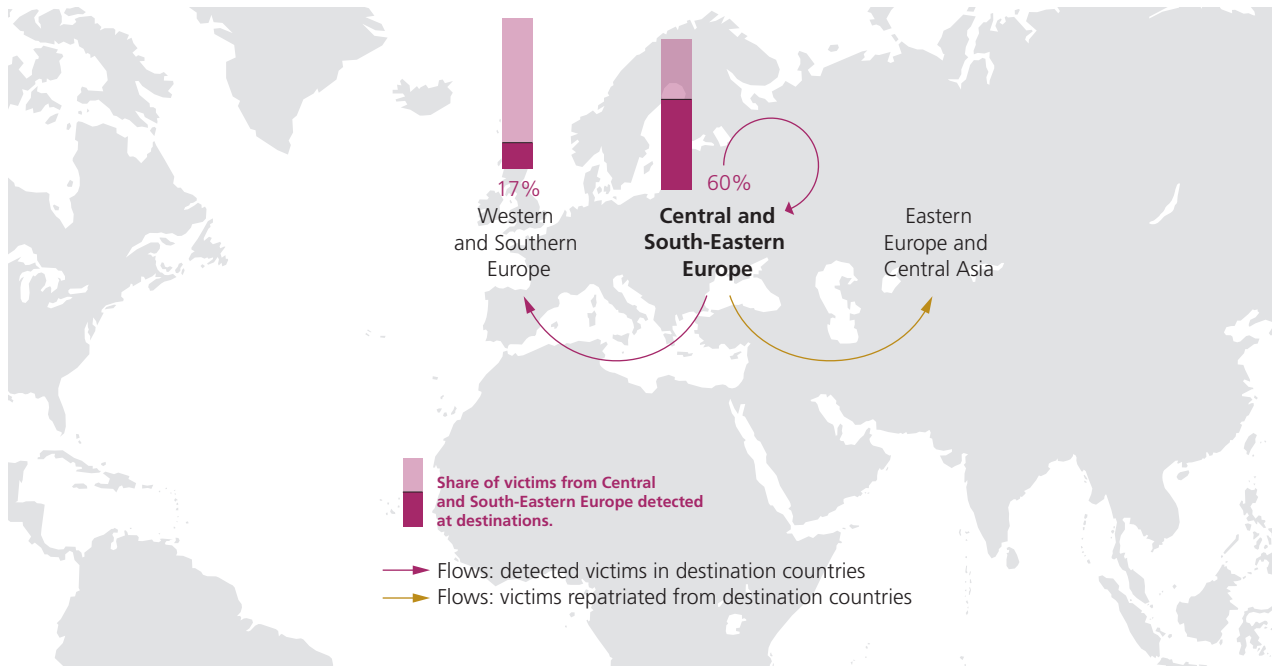 17%
Western
and Southern
Europe
60%
Central and
South-Eastern
Europe
Eastern
Europe and
Central Asia
Share of victims from Central
and South-Eastern Europe detected
at destinations.
Flows: detected victims in destination countries
Flows: victims repatriated from destination countries